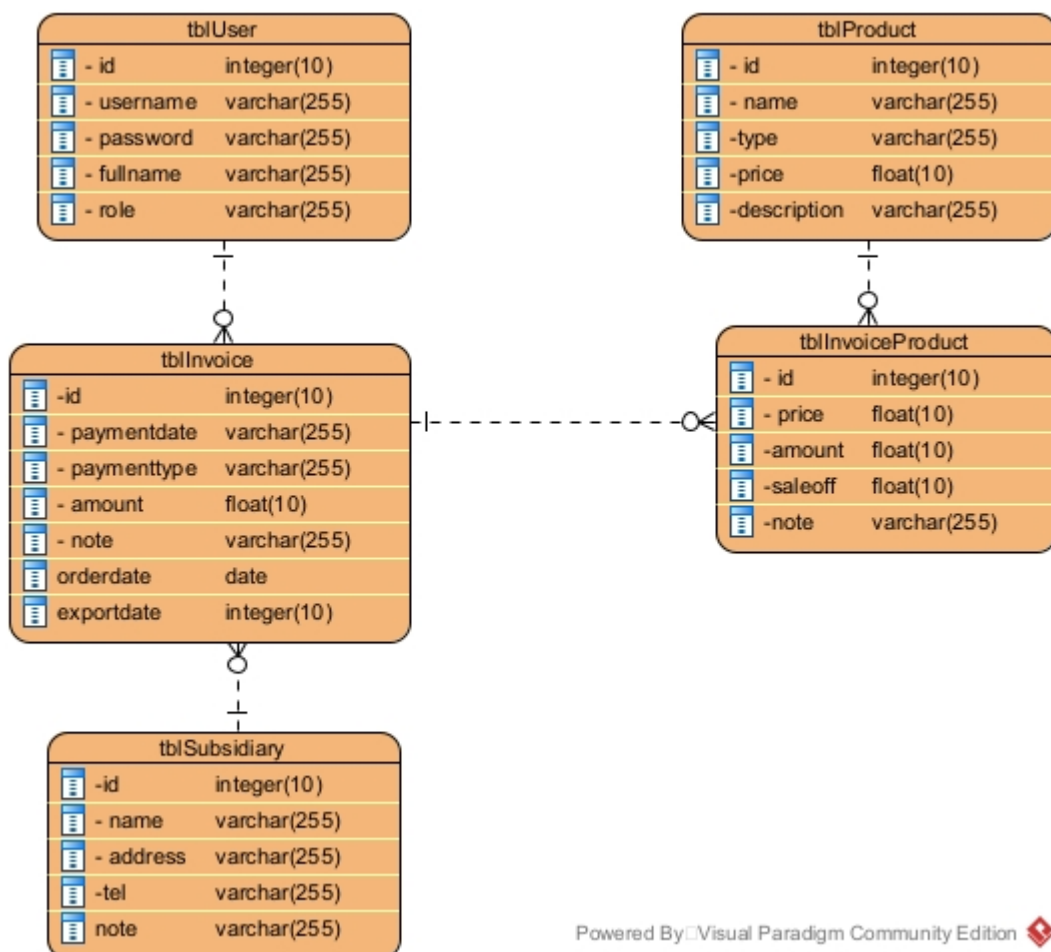 tblUser
- id integer(10)
- username varchar(255)
- password varchar(255)
- fullname varchar(255)
- role varchar(255)
tblProduct
- id integer(10)
- name varchar(255)
-type varchar(255)
-price float(10)
-description varchar(255)
tblInvoice
-id integer(10)
- paymentdate varchar(255)
- paymenttype varchar(255)
- amount float(10)
- note varchar(255)
orderdate date
exportdate integer(10)
tblInvoiceProduct
- id integer(10)
- price float(10)
-amount float(10)
-saleoff float(10)
-note varchar(255)
tblSubsidiary
-id integer(10)
- name varchar(255)
- address varchar(255)
-tel varchar(255)
note varchar(255)
Powered By Visual Paradigm Community Edition